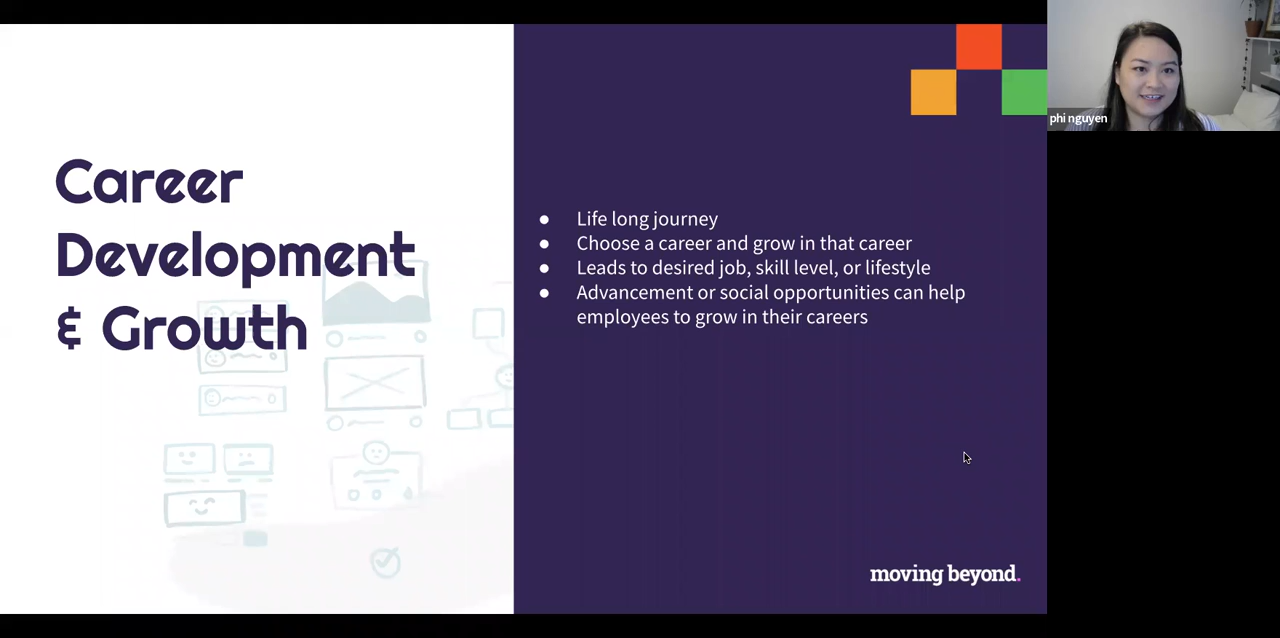 Career
Development
& Growth
● Life long journey
● Choose a career and grow in that career
● Leads to desired job, skill level, or lifestyle
● Advancement or social opportunities can help
employees to grow in their careers
moving beyond.
phi nguyen